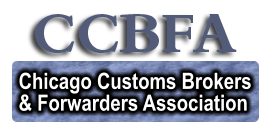 CCBFA
Chicago Customs Brokers
& Forwarders Association